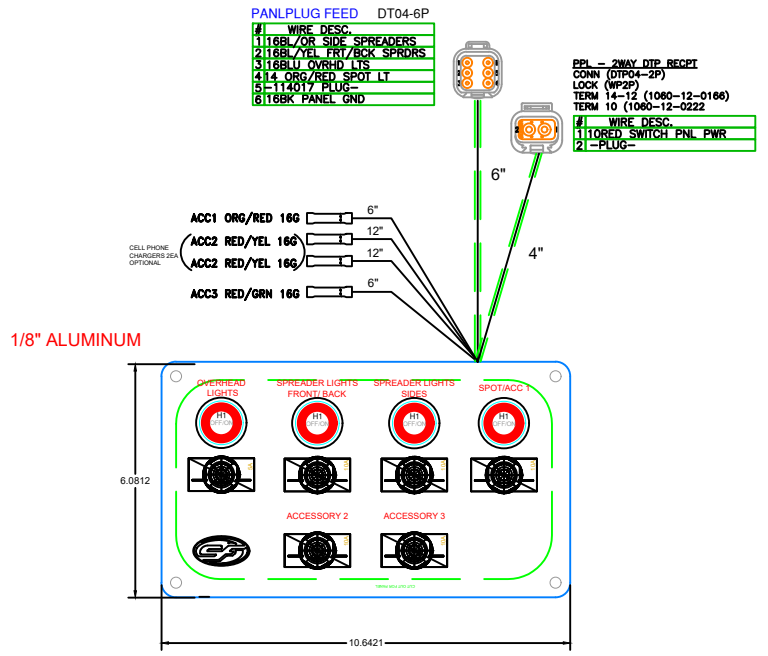 PANLPLUG FEED DT04-6P
# WIRE DESC.
1 16BL/OR SIDE SPREADERS
2 16BL/YEL FRT/BCK SPRDRS
3 16BLU OVRHD LTS
4 14 ORG/RED SPOT LT
5 -114017 PLUG-
6 16BK PANEL GND
PPL - 2WAY DTP RECPT
CONN (DTP04-2P)
LOCK (WP2P)
TERM 14-12 (1060-12-0166)
TERM 10 (1060-12-0222
# WIRE DESC.
1 10RED SWITCH PNL PWR
2 -PLUG-
6"
4"
ACC1 ORG/RED 16G
6"
ACC2 RED/YEL 16G
12"
CELL PHONE
CHARGERS 2EA
OPTIONAL
ACC2 RED/YEL 16G
12"
ACC3 RED/GRN 16G
6"
1/8" ALUMINUM
OVERHEAD
LIGHTS
SPREADER LIGHTS
FRONT/ BACK
SPREADER LIGHTS
SIDES
SPOT/ACC 1
H1
OFF/ON
H1
OFF/ON
H1
OFF/ON
H1
OFF/ON
6.0812
ACCESSORY 2
ACCESSORY 3
10.6421